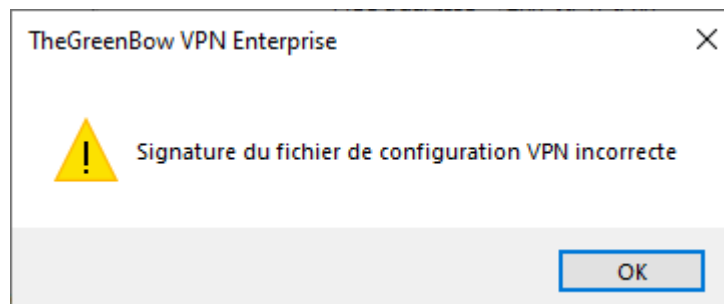 TheGreenBow VPN Enterprise
Signature du fichier de configuration VPN incorrecte
OK